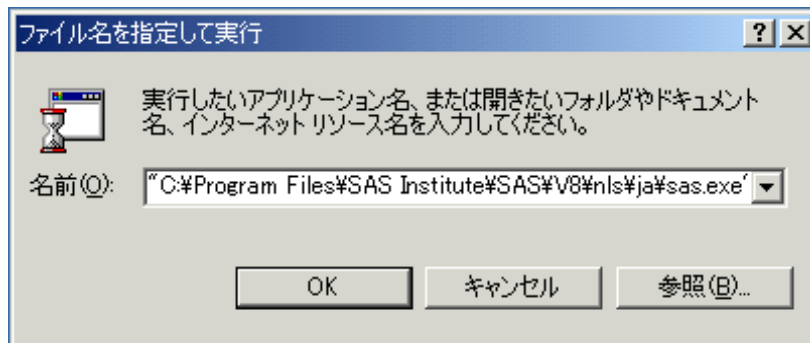 ファイル名を指定して実行
実行したいアプリケーション名、または開きたいフォルダやドキュメント
名、インターネット リソース名を入力してください。
名前(O): "C:¥Program Files¥SAS Institute¥SAS¥V8¥nls¥ja¥sas.exe"
OK キャンセル 参照(B)...